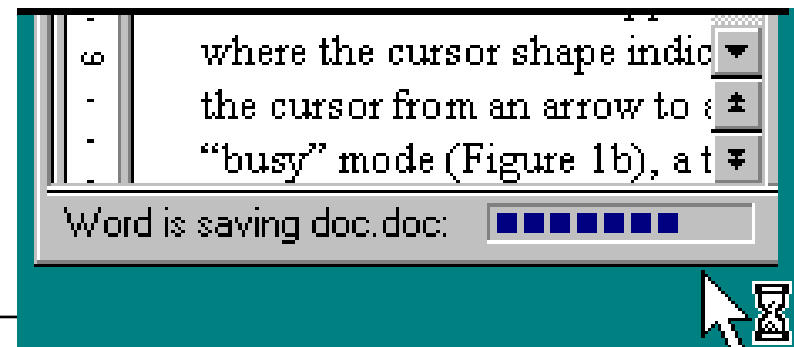 6
where the cursor shape indic
the cursor from an arrow to a
“busy” mode (Figure 1b), a t
Word is saving doc.doc: